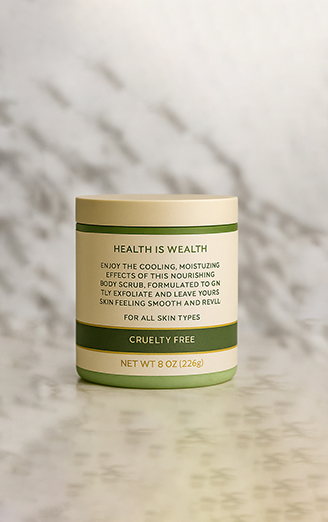 HEALTH IS WEALTH
ENJOY THE COOLING, MOISTUZING
EFFECTS OF THIS NOURISHING
BODY SCRUB, FORMULATED TO GN
TLY EXFOLIATE AND LEAVE YOURS
SKIN FEELING SMOOTH AND REVLL
FOR ALL SKIN TYPES
CRUELTY FREE
NET WT 8 OZ (226g)